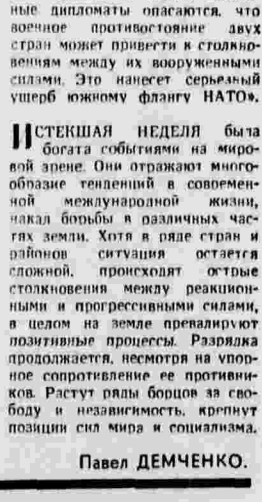 ные дипломаты опасаются, что
военное противостояние двух
стран может привести к столкно-
вениям между их вооруженными
силами. Это нанесет серьезный
ущерб южному флангу НАТО».
ИСТЕКШАЯ НЕДЕЛЯ была
богата событиями на миро-
вой арене. Они отражают много-
образие тенденций в современ-
ной международной жизни,
накал борьбы в различных час-
тях земли. Хотя в ряде стран и
районов ситуация остается
сложной, происходят острые
столкновения между реакцион-
ными и прогрессивными силами,
в целом на земле превалируют
позитивные процессы. Разрядка
продолжается, несмотря на упор-
ное сопротивление ее противни-
ков. Растут ряды борцов за сво-
боду и независимость, крепнут
позиции сил мира и социализма.
Павел ДЕМЧЕНКО.